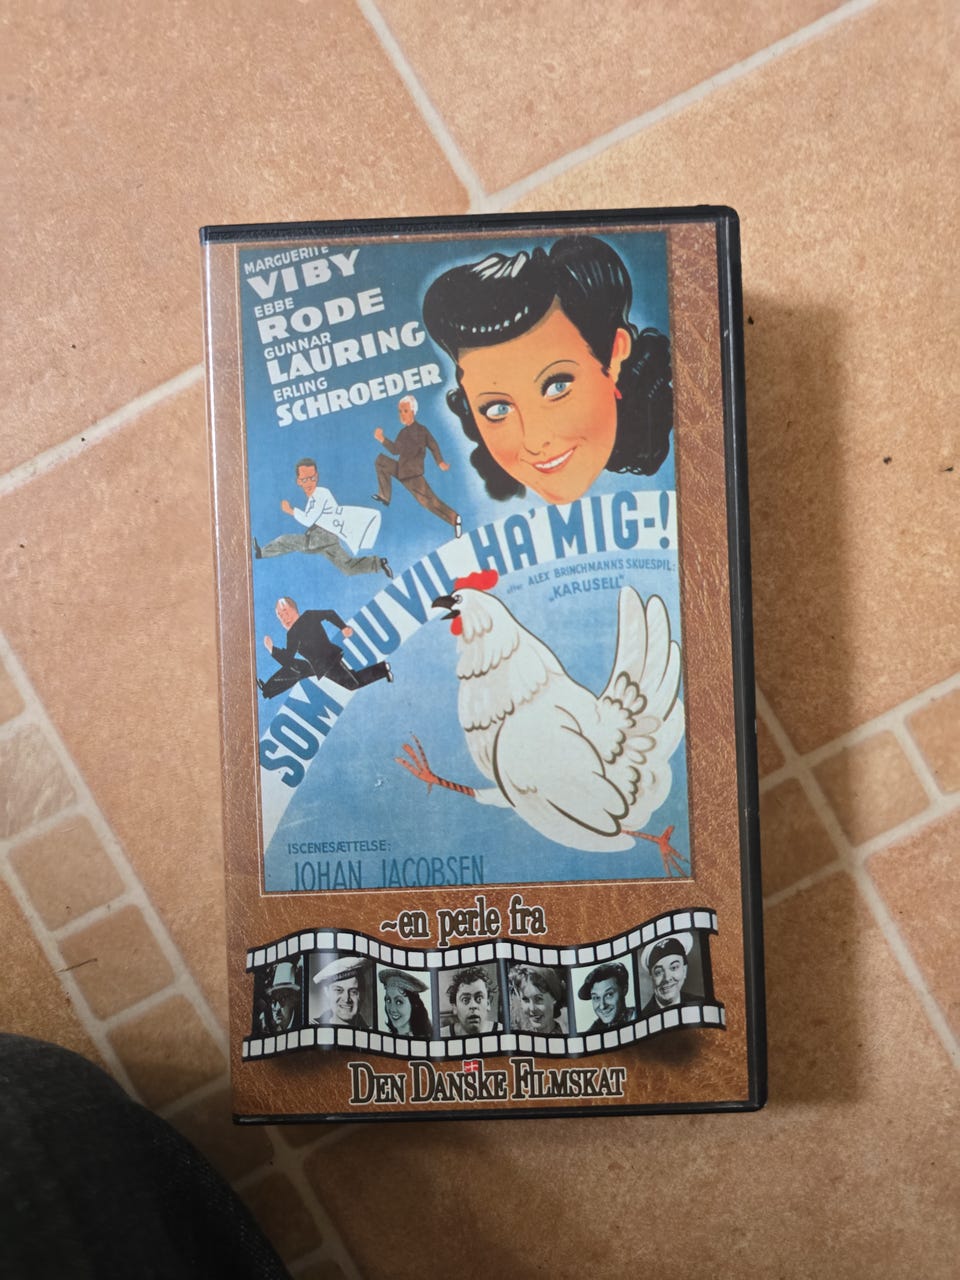 MARGUERITE
VIBY
EBBE
RODE
GUNNAR
LAURING
ERLING
SCHROEDER
SOM DU VIL HA' MIG-!
efter ALEX BRINCHMANN'S SKUESPIL:
„KARUSELL"
ISCENESÆTTELSE:
JOHAN JACOBSEN
~en perle fra
DEN DANSKE FILMSKAT